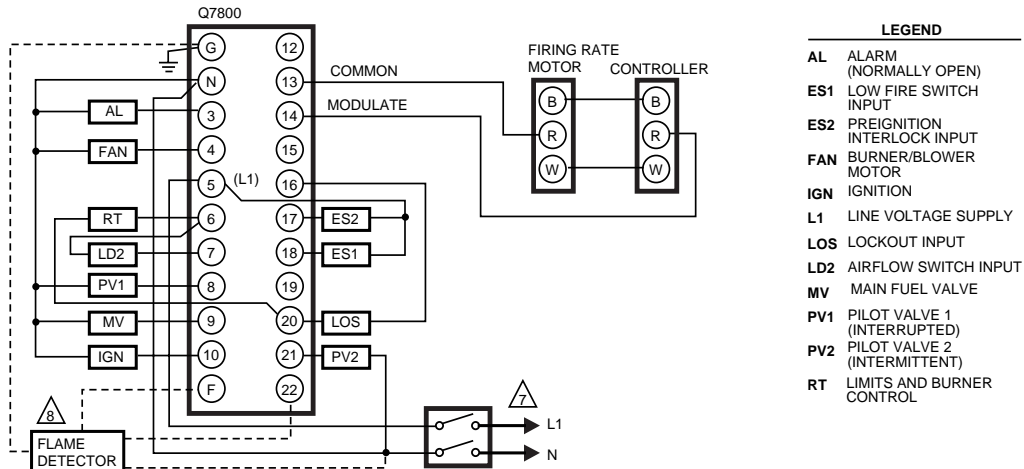 Q7800
G
N
3
4
5
6
7
8
9
10
F
12
13
14
15
16
17
18
19
20
21
22
AL
FAN
(L1)
RT
LD2
PV1
MV
IGN
ES2
ES1
LOS
PV2
COMMON
MODULATE
FIRING RATE
MOTOR
CONTROLLER
B
R
W
B
R
W
8
FLAME
DETECTOR
7
L1
N
LEGEND
AL ALARM
(NORMALLY OPEN)
ES1 LOW FIRE SWITCH
INPUT
ES2 PREIGNITION
INTERLOCK INPUT
FAN BURNER/BLOWER
MOTOR
IGN IGNITION
L1 LINE VOLTAGE SUPPLY
LOS LOCKOUT INPUT
LD2 AIRFLOW SWITCH INPUT
MV MAIN FUEL VALVE
PV1 PILOT VALVE 1
(INTERRUPTED)
PV2 PILOT VALVE 2
(INTERMITTENT)
RT LIMITS AND BURNER
CONTROL